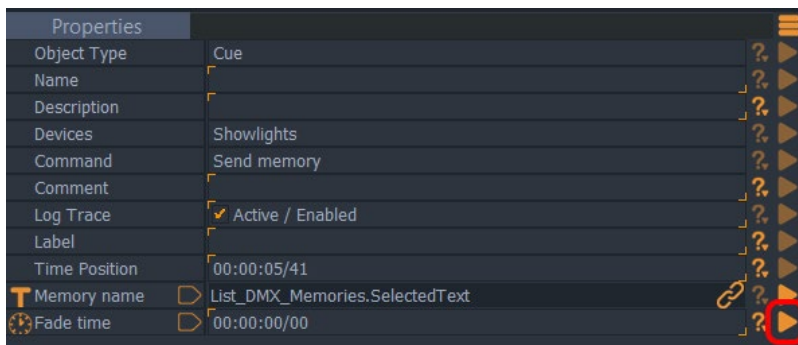 Properties
Object Type Cue ?
Name ?
Description ?
Devices Showlights ?
Command Send memory ?
Comment ?
Log Trace Active / Enabled ?
Label ?
Time Position 00:00:05/41 ?
Memory name List_DMX_Memories.SelectedText ?
Fade time 00:00:00/00 ?